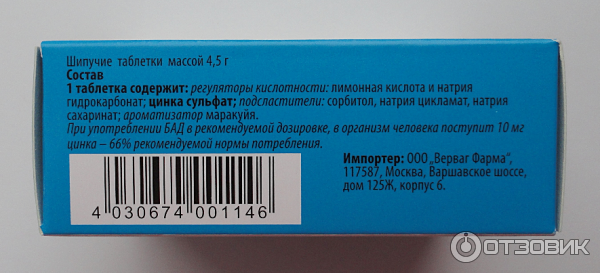 Шипучие таблетки массой 4,5 г
Состав
1 таблетка содержит: регуляторы кислотности: лимонная кислота и натрия
гидрокарбонат; цинка сульфат; подсластители: сорбитол, натрия цикламат, натрия
сахаринат; ароматизатор маракуйя.
При употреблении БАД в рекомендуемой дозировке, в организм человека поступит 10 мг
цинка – 66% рекомендуемой нормы потребления.
Импортер: ООО „Верваг Фарма“,
117587, Москва, Варшавское шоссе,
дом 125Ж, корпус 6.
4 030674 001146
ОТЗОВИК